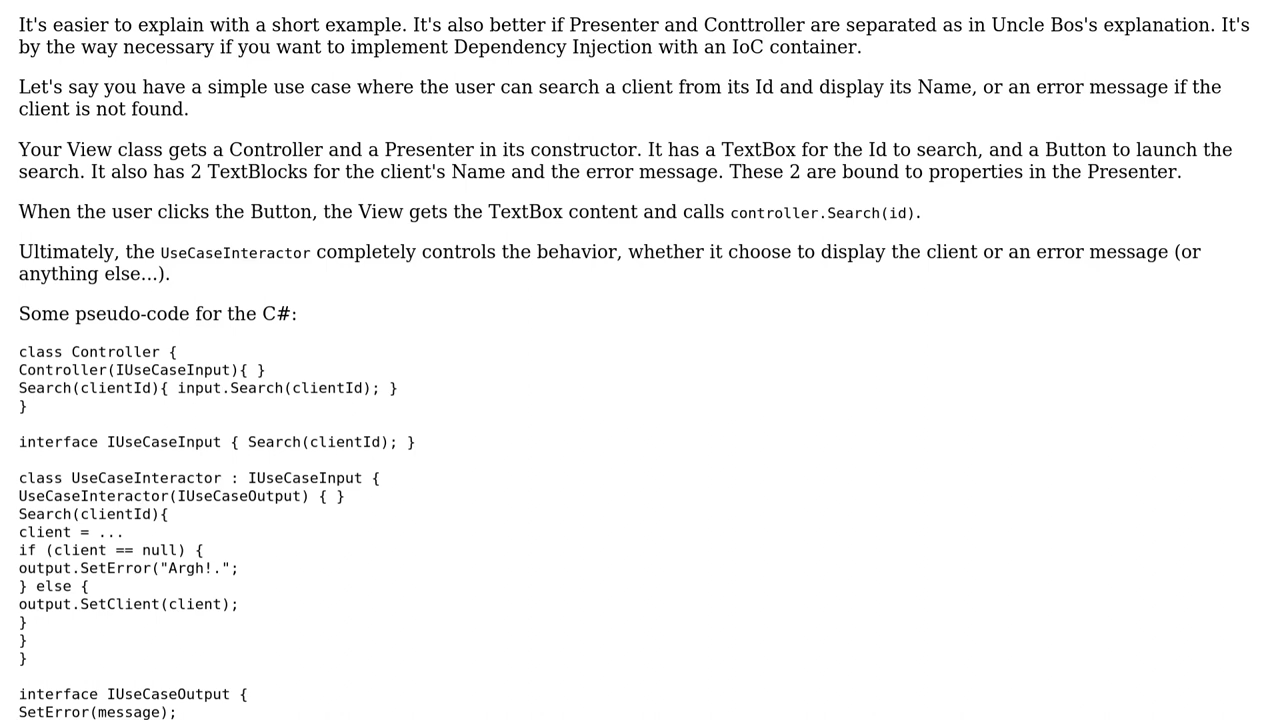 It's easier to explain with a short example. It's also better if Presenter and Conttroller are separated as in Uncle Bos's explanation. It's
by the way necessary if you want to implement Dependency Injection with an IoC container.
Let's say you have a simple use case where the user can search a client from its Id and display its Name, or an error message if the
client is not found.
Your View class gets a Controller and a Presenter in its constructor. It has a TextBox for the Id to search, and a Button to launch the
search. It also has 2 TextBlocks for the client's Name and the error message. These 2 are bound to properties in the Presenter.
When the user clicks the Button, the View gets the TextBox content and calls controller.Search(id).
Ultimately, the UseCaseInteractor completely controls the behavior, whether it choose to display the client or an error message (or
anything else...).
Some pseudo-code for the C#:
class Controller {
Controller(IUseCaseInput){ }
Search(clientId){ input.Search(clientId); }
}
interface IUseCaseInput { Search(clientId); }
class UseCaseInteractor : IUseCaseInput {
UseCaseInteractor(IUseCaseOutput) { }
Search(clientId){
client = ...
if (client == null) {
output.SetError("Argh!.";
} else {
output.SetClient(client);
}
}
}
interface IUseCaseOutput {
SetError(message);